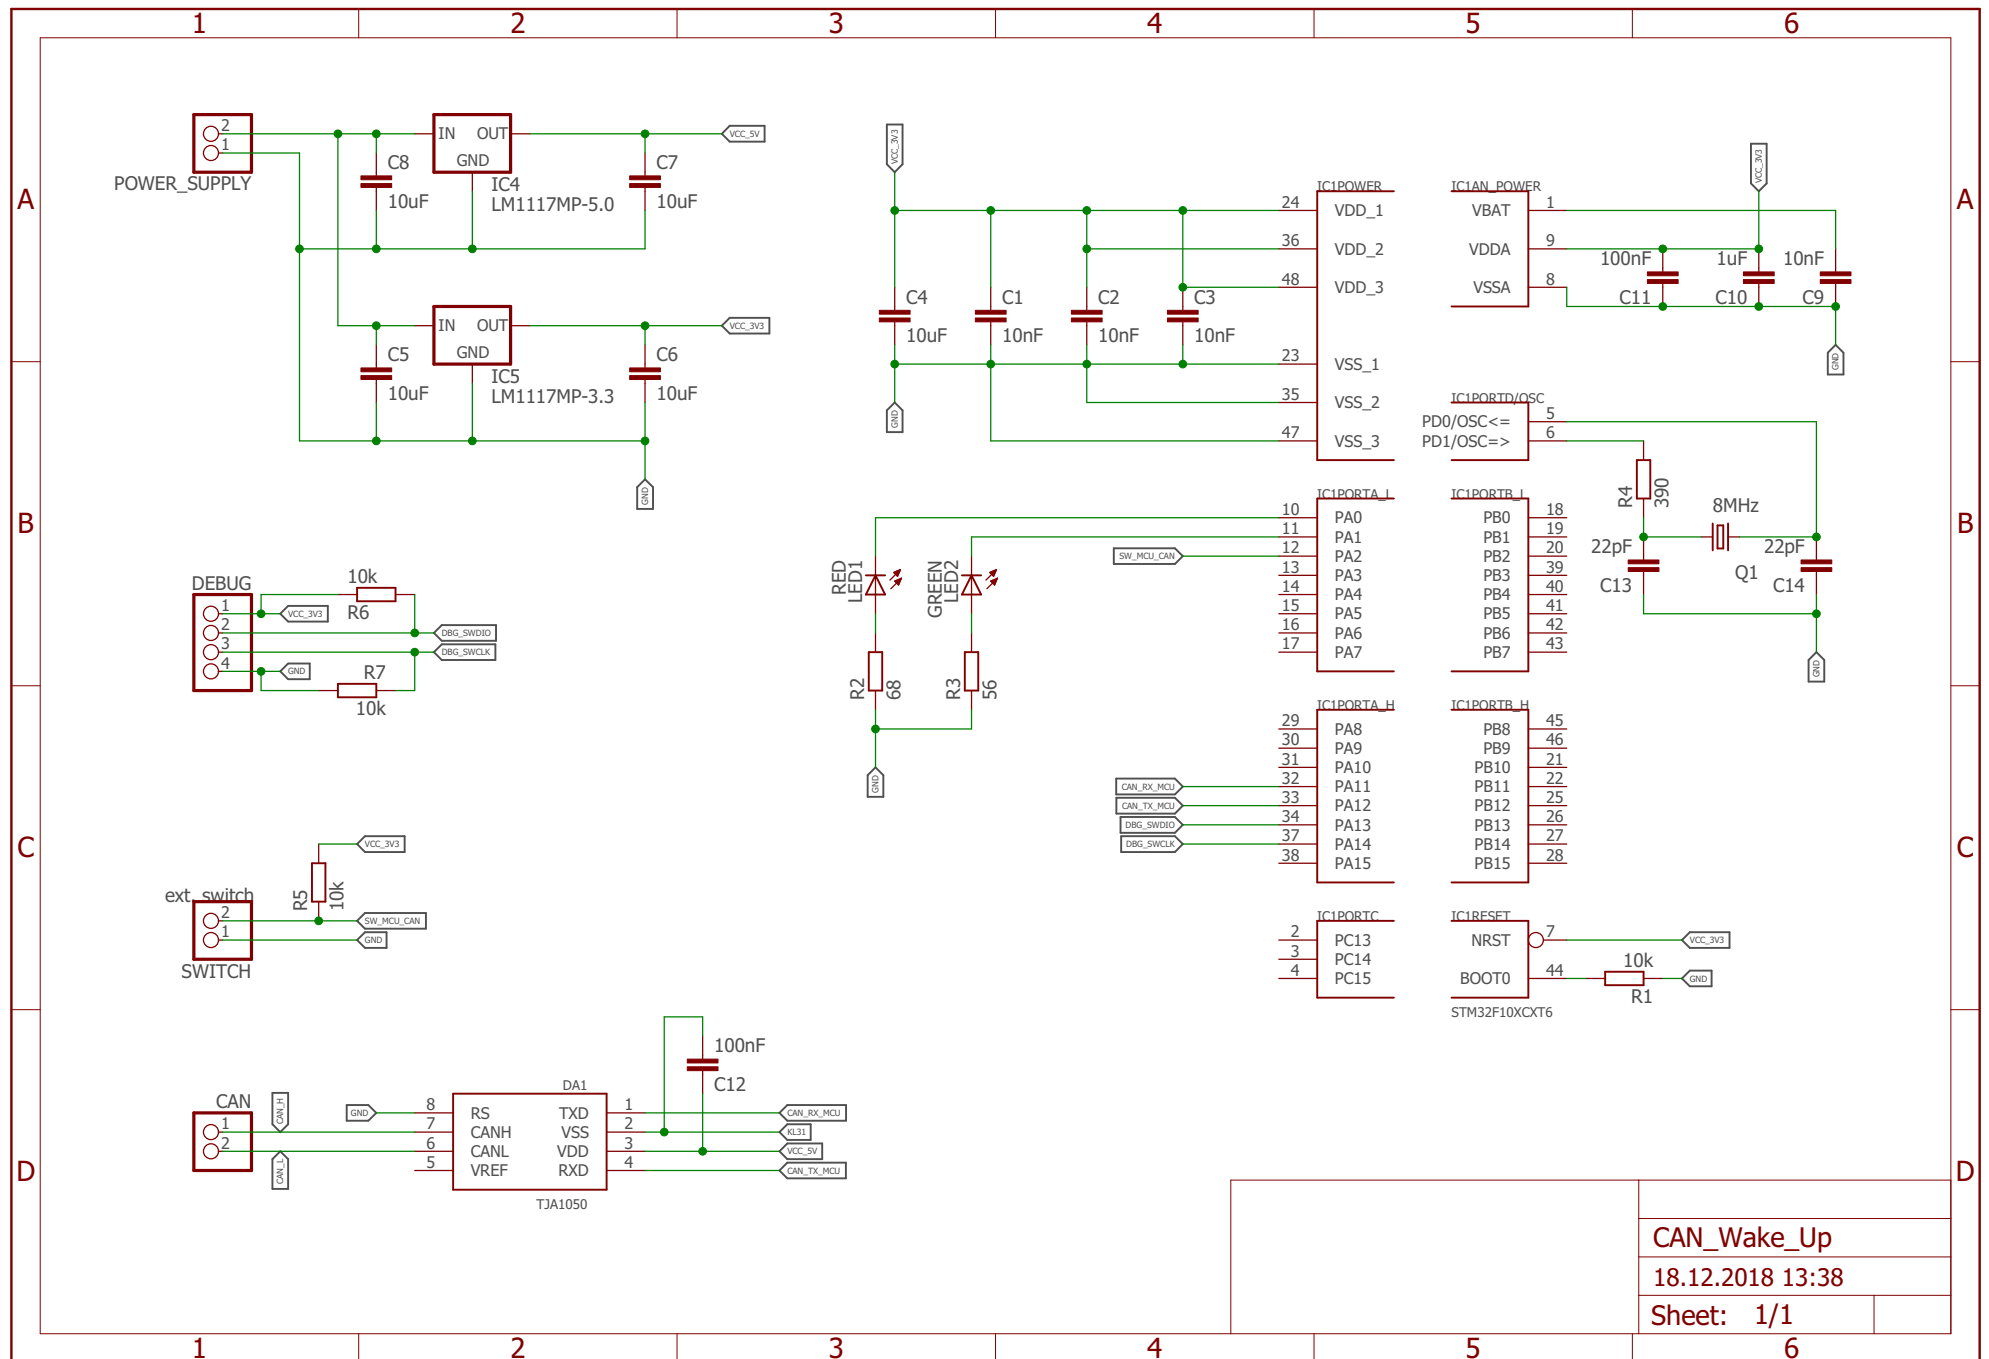 1 2 3 4 5 6
A
B
C
D
A
B
C
D
POWER_SUPPLY
2
1
C8
10uF
IN OUT
GND
IC4
LM1117MP-5.0
C7
10uF
VCC_5V
C5
10uF
IN OUT
GND
IC5
LM1117MP-3.3
C6
10uF
VCC_3V3
GND
DEBUG
1
2
3
4
10k
R6
VCC_3V3
DBG_SWDIO
DBG_SWCLK
GND
R7
10k
VCC_3V3
R5
10k
ext. switch
2
1
SW_MCU_CAN
GND
SWITCH
CAN
1
2
CAN_H
CAN_L
GND
DA1
8 RS TXD 1
7 CANH VSS 2
6 CANL VDD 3
5 VREF RXD 4
TJA1050
100nF
C12
CAN_RX_MCU
KL31
VCC_5V
CAN_TX_MCU
VCC_3V3
C4
10uF
C1
10nF
C2
10nF
C3
10nF
GND
IC1POWER
24 VDD_1
36 VDD_2
48 VDD_3
23 VSS_1
35 VSS_2
47 VSS_3
IC1AN_POWER
VBAT 1
VDDA 9
VSSA 8
VCC_3V3
100nF
C11
1uF
C10
10nF
C9
GND
IC1PORTD/OSC
PD0/OSC<= 5
PD1/OSC=> 6
R4
390
8MHz
Q1
22pF
C13
22pF
C14
GND
RED
LED1
GREEN
LED2
R2
68
R3
56
GND
SW_MCU_CAN
IC1PORTA_L
10 PA0
11 PA1
12 PA2
13 PA3
14 PA4
15 PA5
16 PA6
17 PA7
IC1PORTB_L
PB0 18
PB1 19
PB2 20
PB3 39
PB4 40
PB5 41
PB6 42
PB7 43
CAN_RX_MCU
CAN_TX_MCU
DBG_SWDIO
DBG_SWCLK
IC1PORTA_H
29 PA8
30 PA9
31 PA10
32 PA11
33 PA12
34 PA13
37 PA14
38 PA15
IC1PORTB_H
PB8 45
PB9 46
PB10 21
PB11 22
PB12 25
PB13 26
PB14 27
PB15 28
IC1PORTC
2 PC13
3 PC14
4 PC15
IC1RESET
NRST 7
BOOT0 44
STM32F10XCXT6
VCC_3V3
10k
R1
GND
CAN_Wake_Up
18.12.2018 13:38
Sheet: 1/1
1 2 3 4 5 6